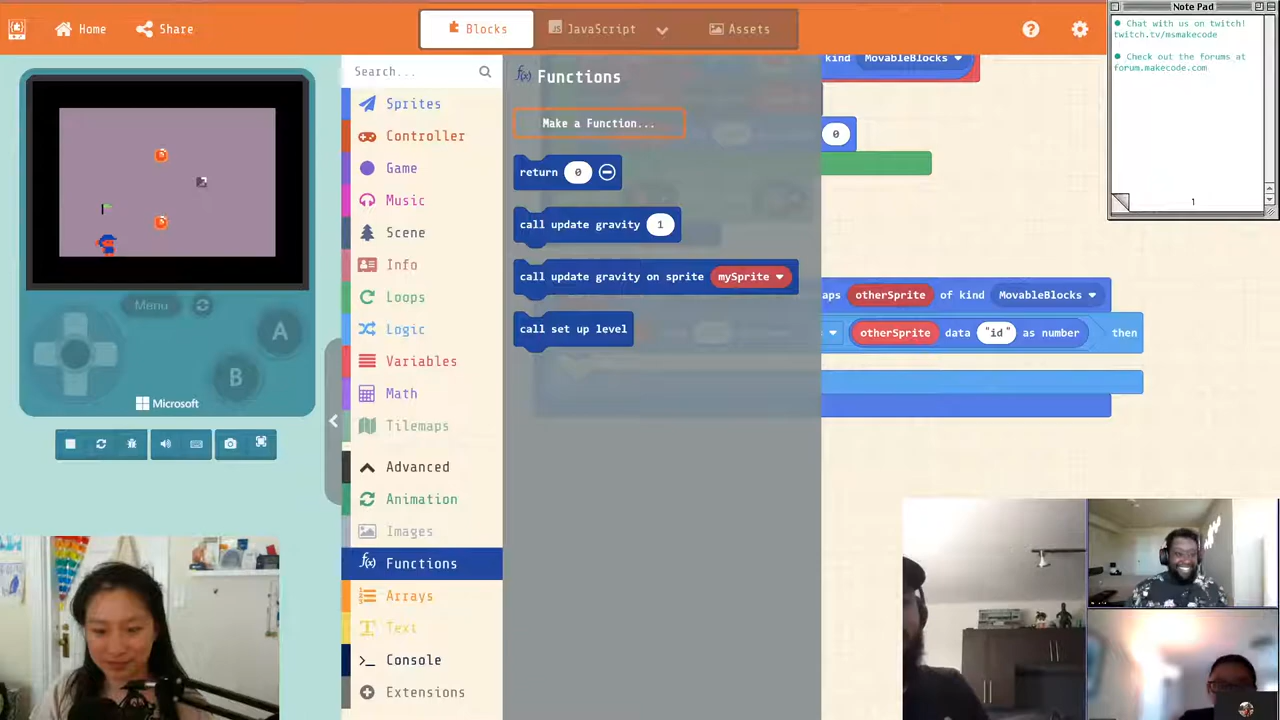 Home
Share
Blocks
JavaScript
Assets
Note Pad
Chat with us on twitch!
twitch.tv/msmakecode
Check the forums at
forum.makecode.com
1
Search...
Sprites
Controller
Game
Music
Scene
Info
Loops
Logic
Variables
Math
Tilemaps
Advanced
Animation
Images
Functions
Arrays
Text
Console
Extensions
Functions
Make a Function...
return 0
call update gravity 1
call update gravity on sprite mySprite
call set up level
kind MovableBlocks
0
aps otherSprite of kind MovableBlocks
otherSprite data "id" as number then
Menu
A
B
Microsoft